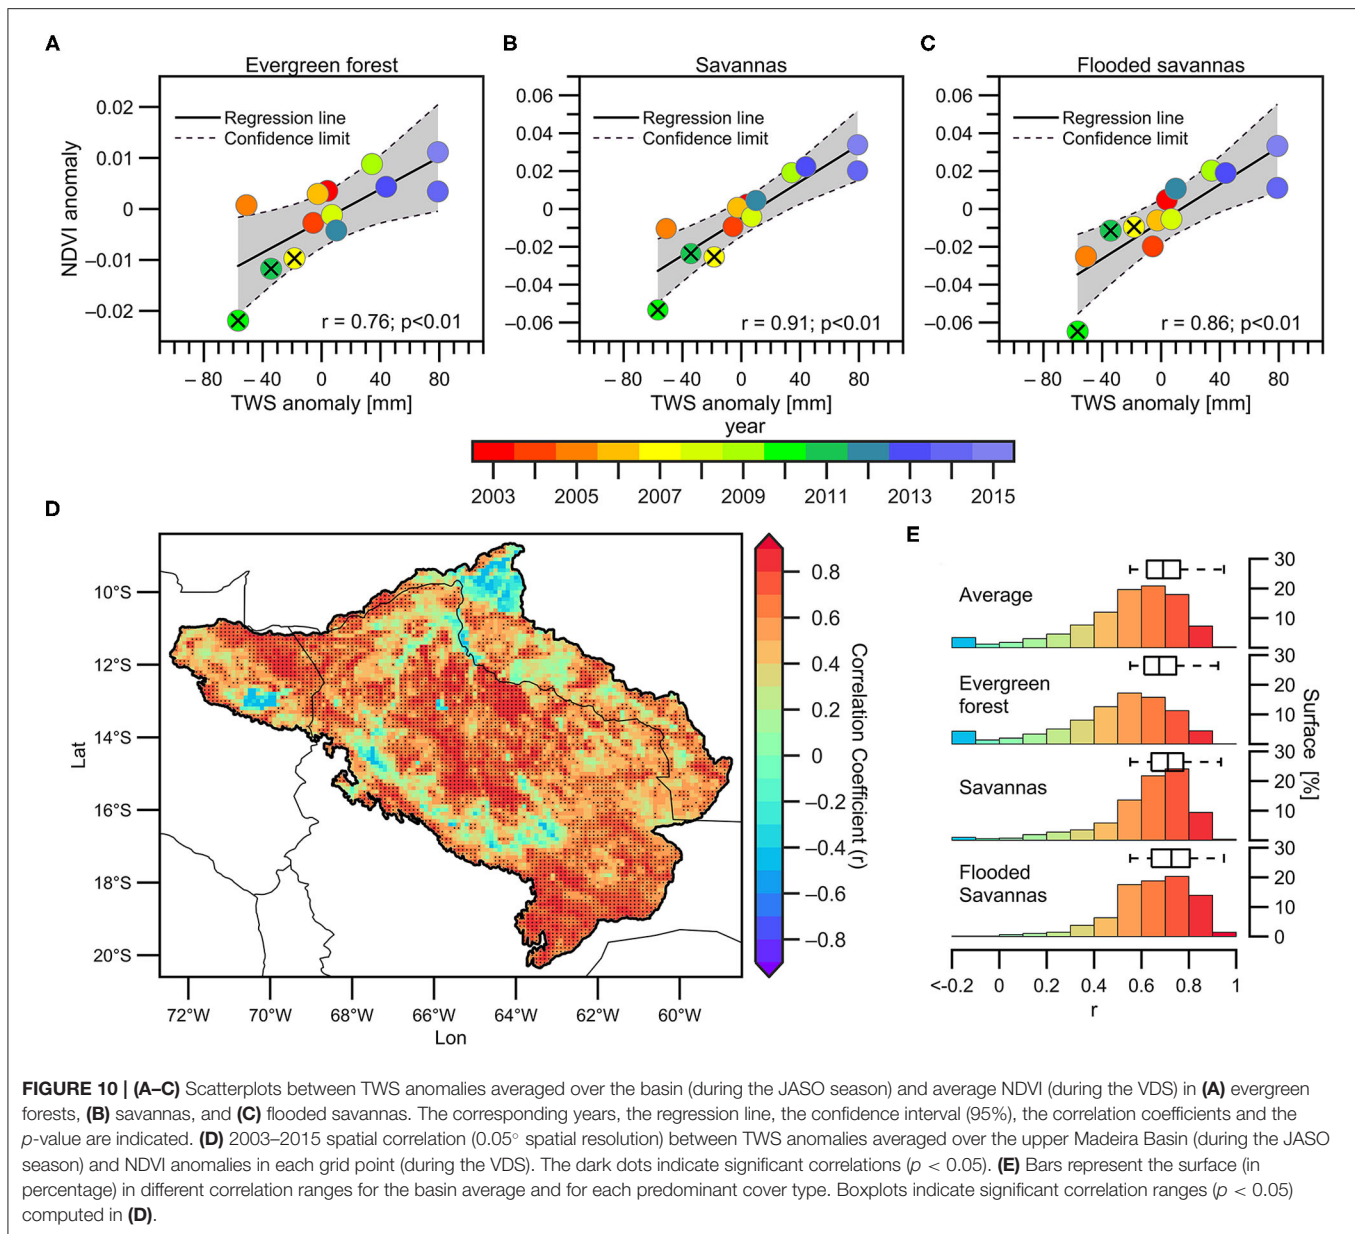 A
B
C
Evergreen forest
Savannas
Flooded savannas
0.02
0.01
0
−0.01
−0.02
NDVI anomaly
Regression line
Confidence limit
r = 0.76; p<0.01
−80 −40 0 40 80
TWS anomaly [mm]
0.06
0.04
0.02
0
−0.02
−0.04
−0.06
Regression line
Confidence limit
r = 0.91; p<0.01
−80 −40 0 40 80
TWS anomaly [mm]
0.06
0.04
0.02
0
−0.02
−0.04
−0.06
Regression line
Confidence limit
r = 0.86; p<0.01
−80 −40 0 40 80
TWS anomaly [mm]
year
2003 2005 2007 2009 2011 2013 2015
D
10°S
12°S
14°S
16°S
18°S
20°S
Lat
72°W 70°W 68°W 66°W 64°W 62°W 60°W
Lon
0.8
0.6
0.4
0.2
0
−0.2
−0.4
−0.6
−0.8
Correlation Coefficient (r)
E
Average
Evergreen
forest
Savannas
Flooded
Savannas
30
20
10
30
20
10
30
20
10
30
20
10
0
Surface [%]
<-0.2 0 0.2 0.4 0.6 0.8 1
r
FIGURE 10 | (A–C) Scatterplots between TWS anomalies averaged over the basin (during the JASO season) and average NDVI (during the VDS) in (A) evergreen
forests, (B) savannas, and (C) flooded savannas. The corresponding years, the regression line, the confidence interval (95%), the correlation coefficients and the
p-value are indicated. (D) 2003–2015 spatial correlation (0.05° spatial resolution) between TWS anomalies averaged over the upper Madeira Basin (during the JASO
season) and NDVI anomalies in each grid point (during the VDS). The dark dots indicate significant correlations (p < 0.05). (E) Bars represent the surface (in
percentage) in different correlation ranges for the basin average and for each predominant cover type. Boxplots indicate significant correlation ranges (p < 0.05)
computed in (D).